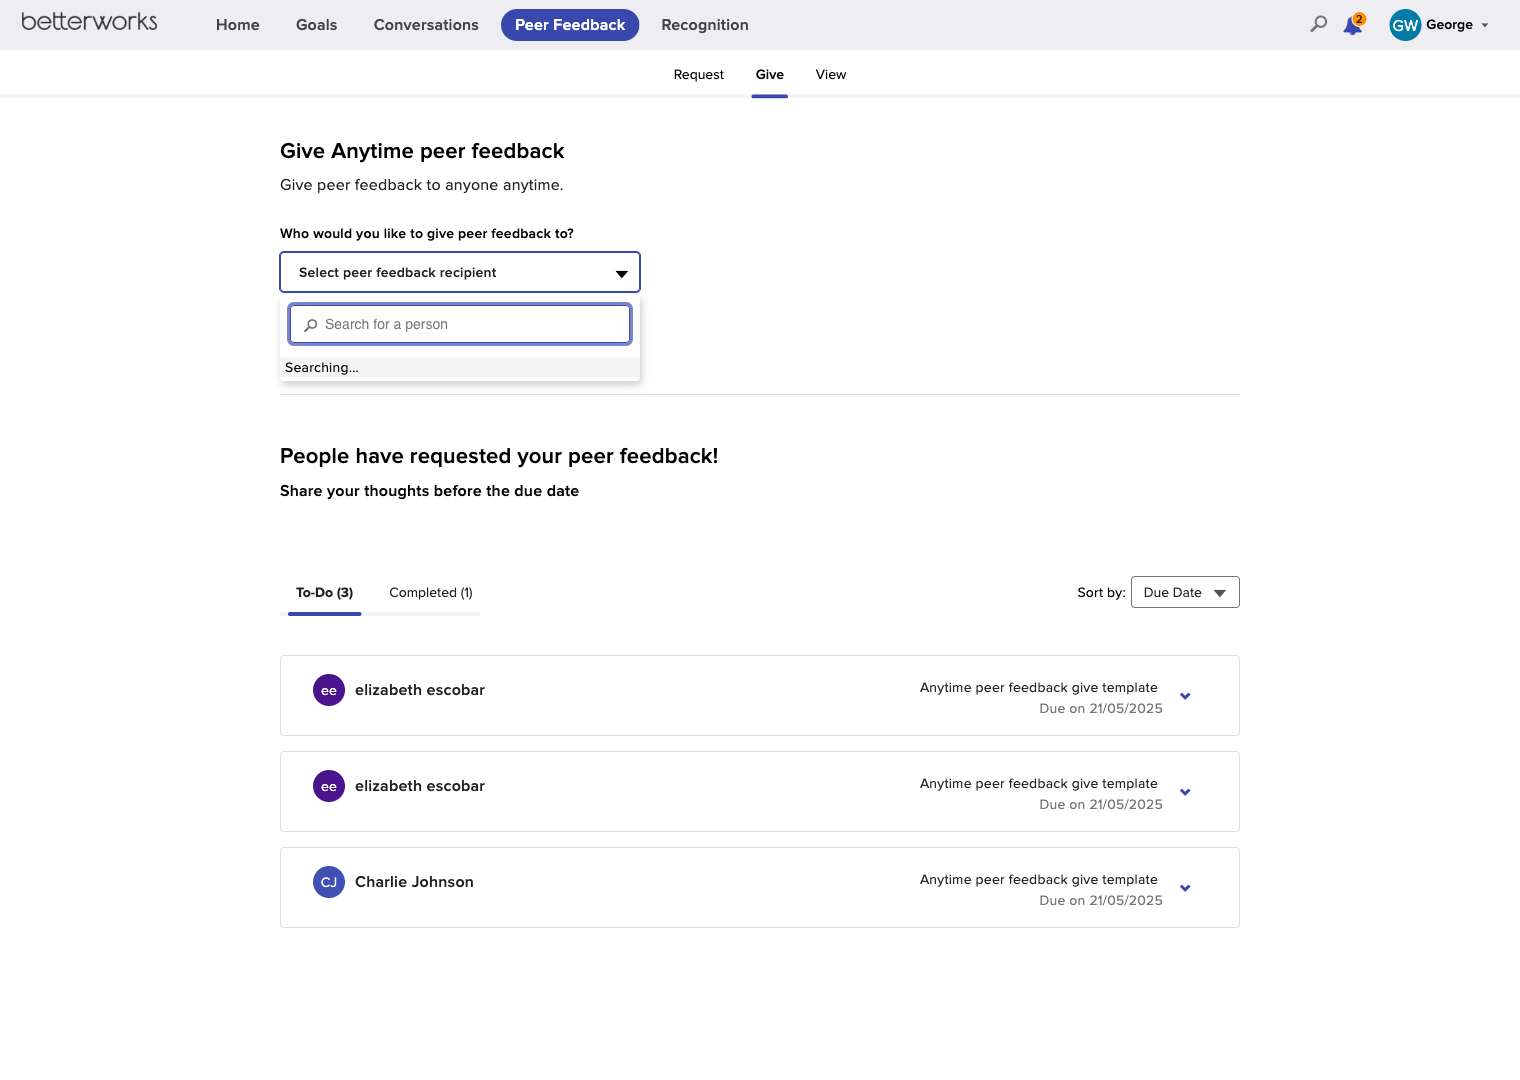 betterworks
Home
Goals
Conversations
Peer Feedback
Recognition
2
GW
George
Request
Give
View
Give Anytime peer feedback
Give peer feedback to anyone anytime.
Who would you like to give peer feedback to?
Select peer feedback recipient
Search for a person
Searching...
People have requested your peer feedback!
Share your thoughts before the due date
To-Do (3)
Completed (1)
Sort by:
Due Date
ee
elizabeth escobar
Anytime peer feedback give template
Due on 21/05/2025
ee
elizabeth escobar
Anytime peer feedback give template
Due on 21/05/2025
CJ
Charlie Johnson
Anytime peer feedback give template
Due on 21/05/2025